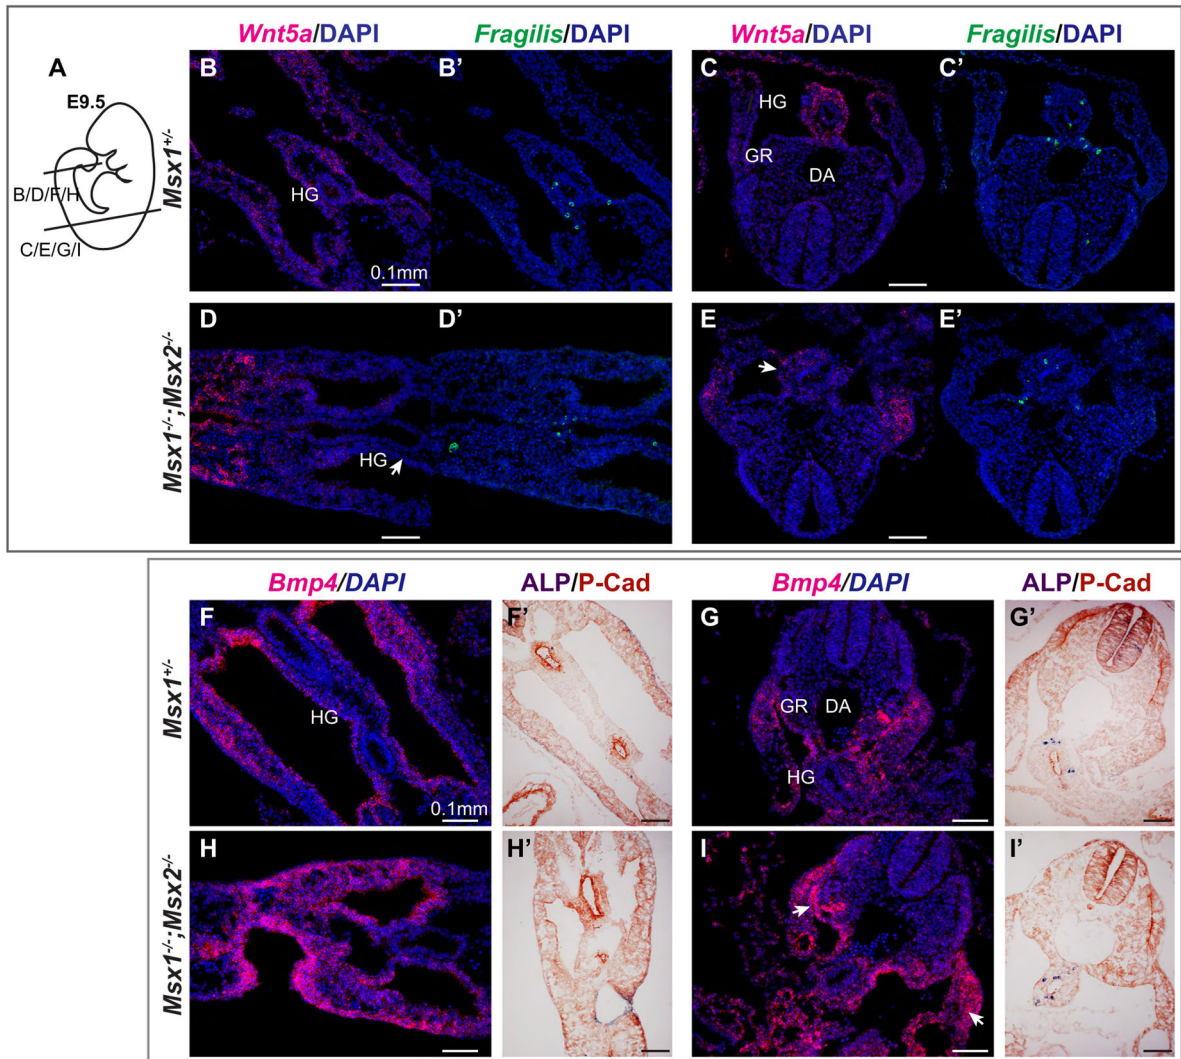 Wnt5a/DAPI
Fragilis/DAPI
Wnt5a/DAPI
Fragilis/DAPI
A
E9.5
B/D/F/H
C/E/G/I
Msx1+/-
B
HG
0.1mm
B'
C
HG
GR
DA
C'
Msx1-/-;Msx2-/-
D
HG
D'
E
E'
Bmp4/DAPI
ALP/P-Cad
Bmp4/DAPI
ALP/P-Cad
Msx1+/-
F
HG
0.1mm
F'
G
GR
DA
HG
G'
Msx1-/-;Msx2-/-
H
H'
I
I'